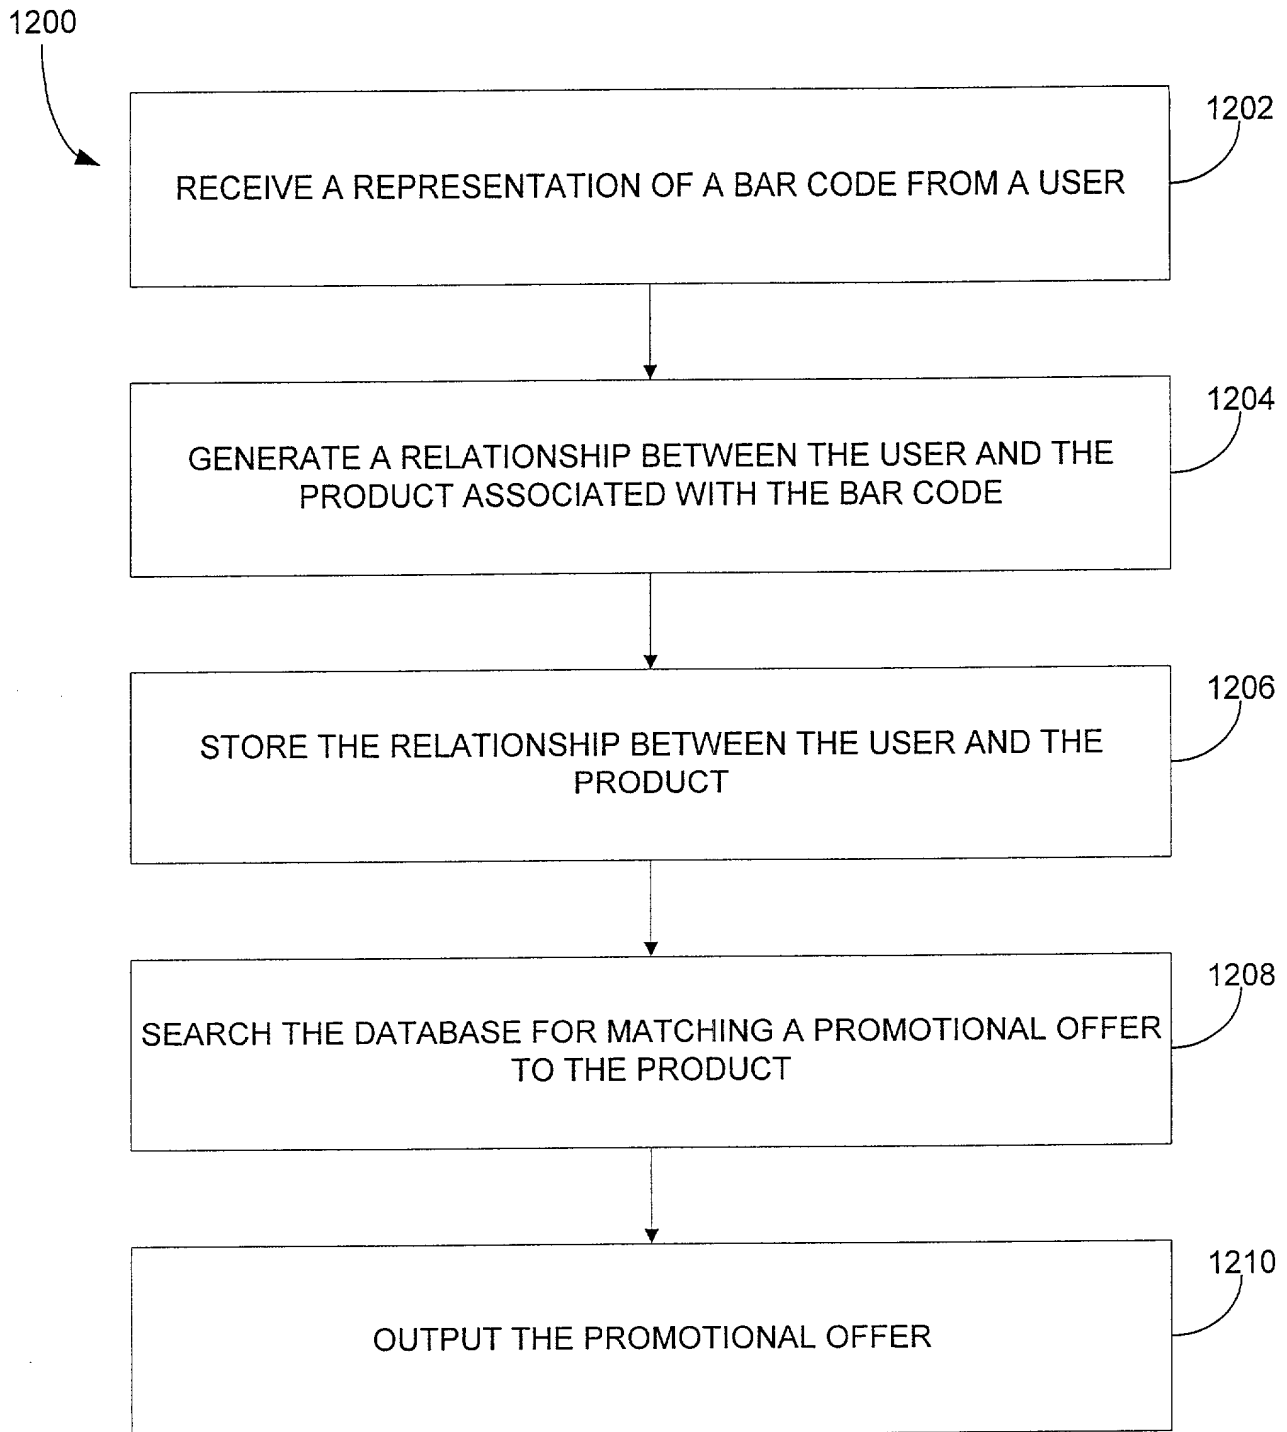 1200
1202
RECEIVE A REPRESENTATION OF A BAR CODE FROM A USER
1204
GENERATE A RELATIONSHIP BETWEEN THE USER AND THE
PRODUCT ASSOCIATED WITH THE BAR CODE
1206
STORE THE RELATIONSHIP BETWEEN THE USER AND THE
PRODUCT
1208
SEARCH THE DATABASE FOR MATCHING A PROMOTIONAL OFFER
TO THE PRODUCT
1210
OUTPUT THE PROMOTIONAL OFFER